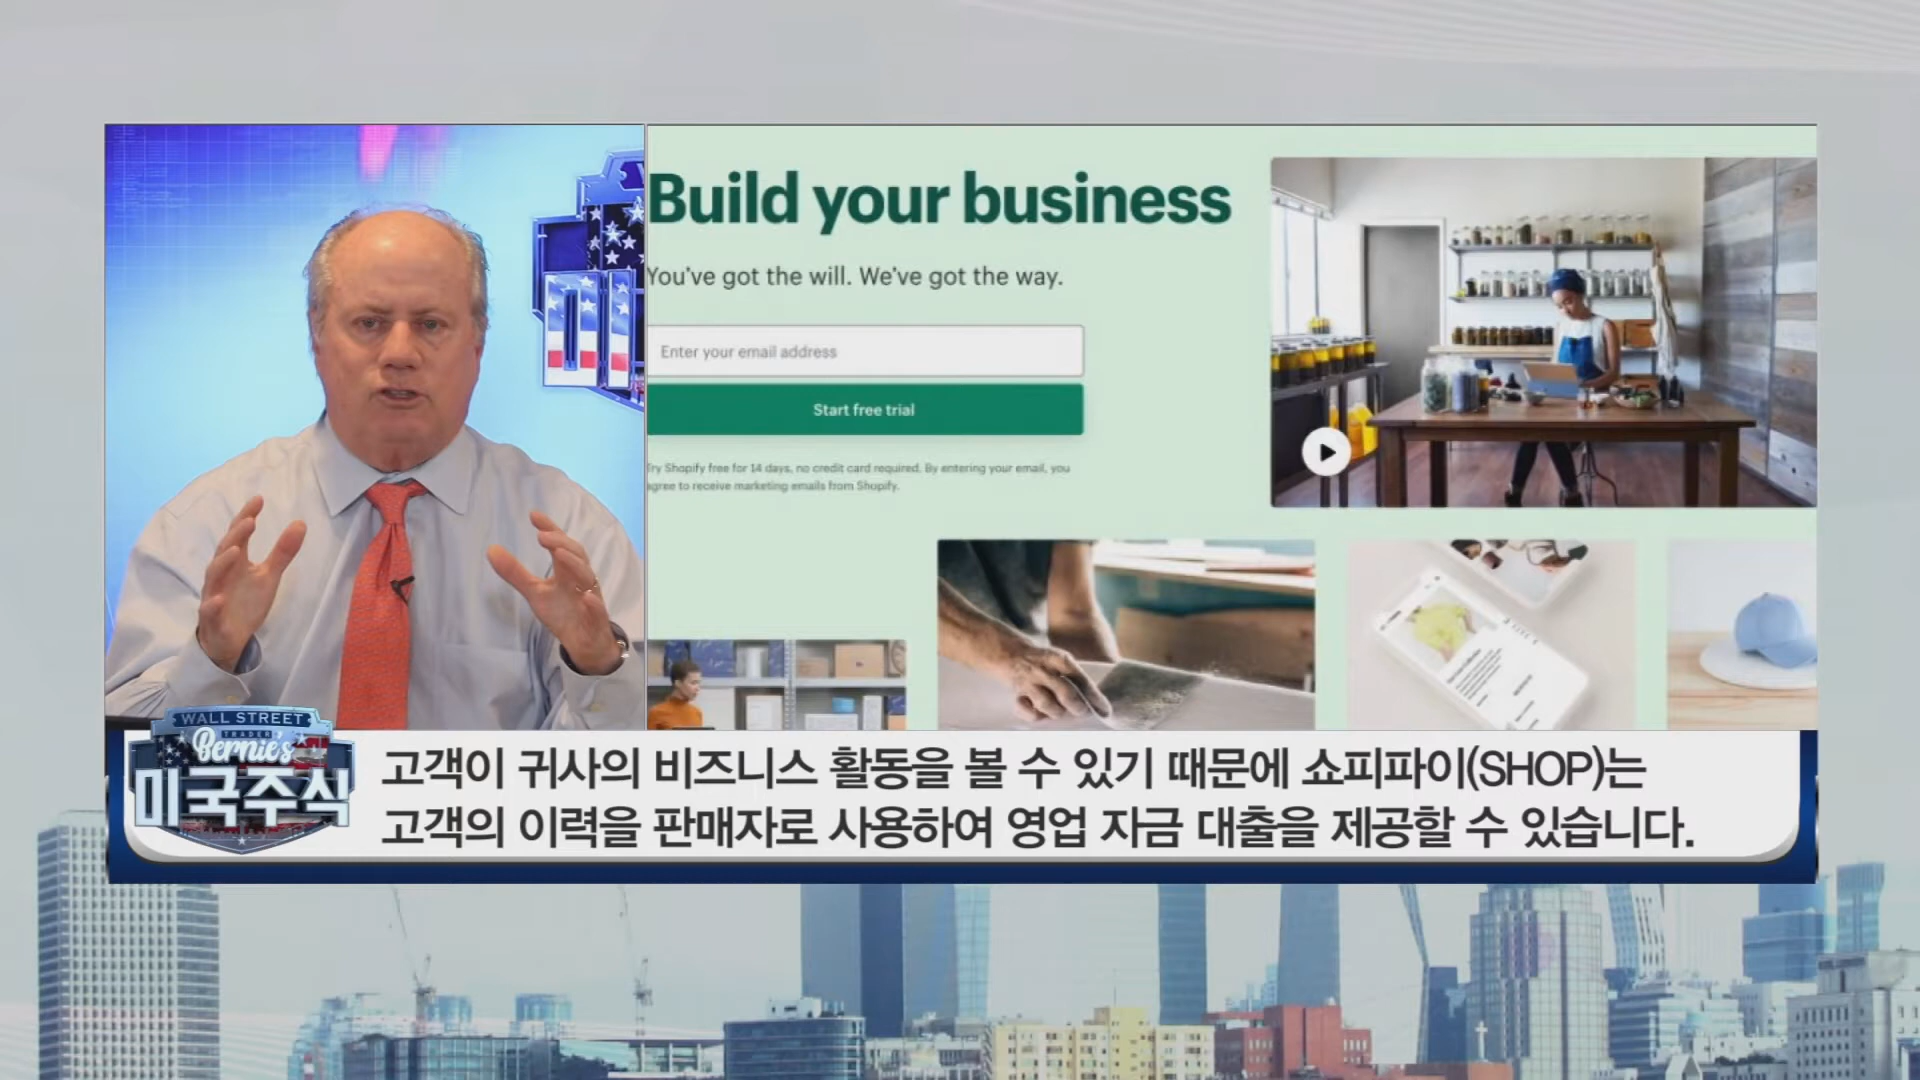 Build your business
You've got the will. We've got the way.
Enter your email address
Start free trial
Try Shopify free for 14 days, no credit card required. By entering your email, you
agree to receive marketing emails from Shopify.
WALL STREET
TRADER
Bernie's
미국주식
고객이 귀사의 비즈니스 활동을 볼 수 있기 때문에 쇼피파이(SHOP)는
고객의 이력을 판매자로 사용하여 영업 자금 대출을 제공할 수 있습니다.